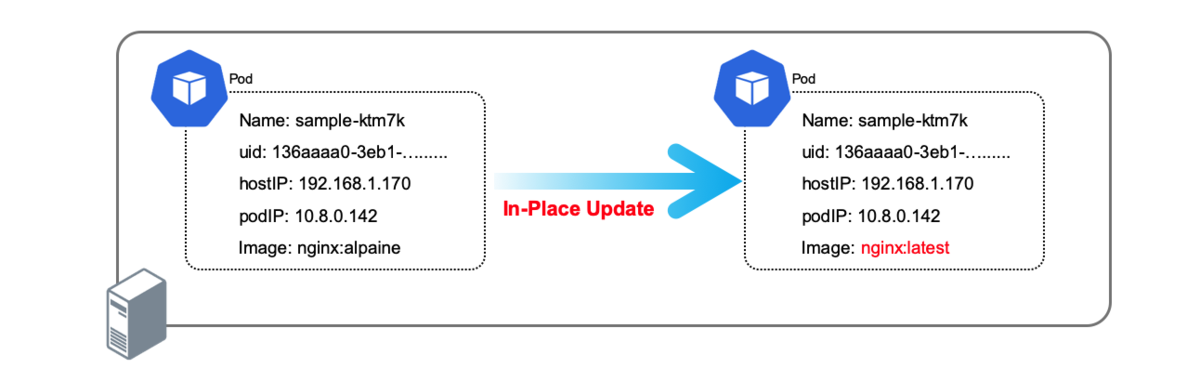 Pod
Name: sample-ktm7k
uid: 136aaaa0-3eb1-.........
hostIP: 192.168.1.170
podIP: 10.8.0.142
Image: nginx:alpaine
In-Place Update
Pod
Name: sample-ktm7k
uid: 136aaaa0-3eb1-.........
hostIP: 192.168.1.170
podIP: 10.8.0.142
Image: nginx:latest